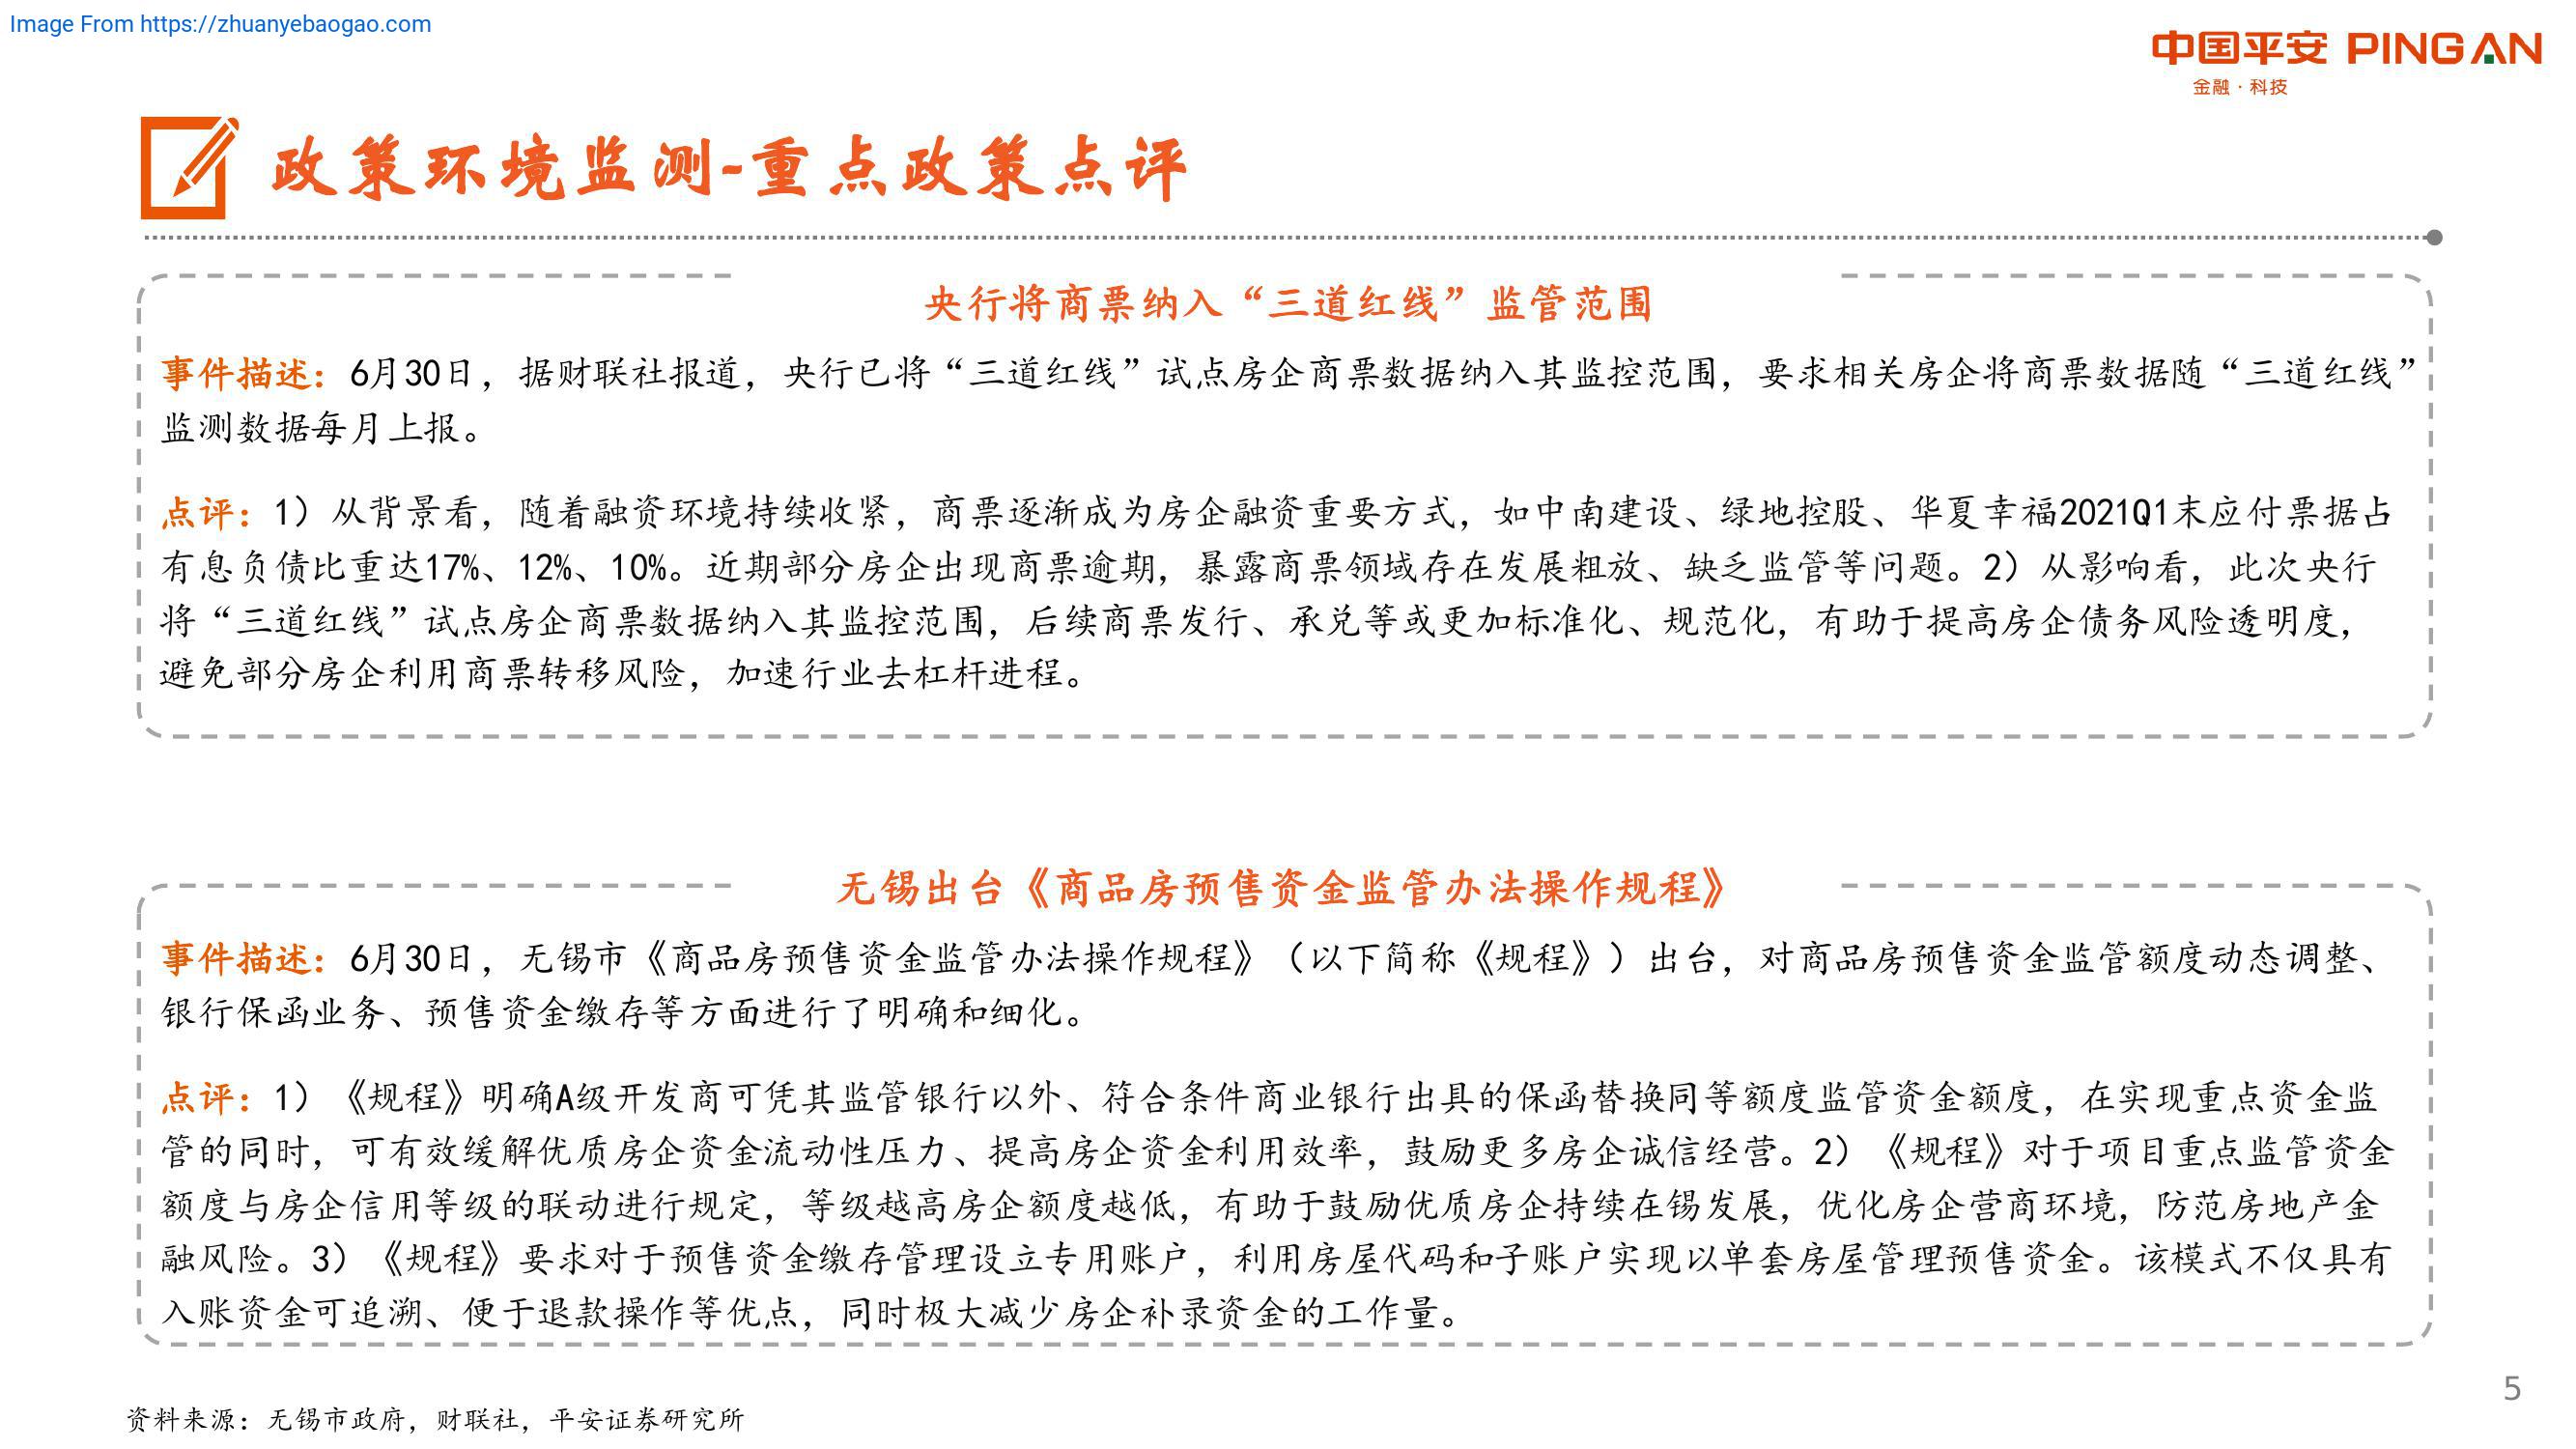 Image From https://zhuanyebaogao.com
中国平安 PINGAN
金融·科技
政策环境监测-重点政策点评
央行将商票纳入“三道红线”监管范围
事件描述：6月30日，据财联社报道，央行已将“三道红线”试点房企商票数据纳入其监控范围，要求相关房企将商票数据随“三道红线”
监测数据每月上报。
点评：1）从背景看，随着融资环境持续收紧，商票逐渐成为房企融资重要方式，如中南建设、绿地控股、华夏幸福2021Q1末应付票据占
有息负债比重达17%、12%、10%。近期部分房企出现商票逾期，暴露商票领域存在发展粗放、缺乏监管等问题。2）从影响看，此次央行
将“三道红线”试点房企商票数据纳入其监控范围，后续商票发行、承兑等或更加标准化、规范化，有助于提高房企债务风险透明度，
避免部分房企利用商票转移风险，加速行业去杠杆进程。
无锡出台《商品房预售资金监管办法操作规程》
事件描述：6月30日，无锡市《商品房预售资金监管办法操作规程》（以下简称《规程》）出台，对商品房预售资金监管额度动态调整、
银行保函业务、预售资金缴存等方面进行了明确和细化。
点评：1）《规程》明确A级开发商可凭其监管银行以外、符合条件商业银行出具的保函替换同等额度监管资金额度，在实现重点资金监
管的同时，可有效缓解优质房企资金流动性压力、提高房企资金利用效率，鼓励更多房企诚信经营。2）《规程》对于项目重点监管资金
额度与房企信用等级的联动进行规定，等级越高房企额度越低，有助于鼓励优质房企持续在锡发展，优化房企营商环境，防范房地产金
融风险。3）《规程》要求对于预售资金缴存管理设立专用账户，利用房屋代码和子账户实现以单套房屋管理预售资金。该模式不仅具有
入账资金可追溯、便于退款操作等优点，同时极大减少房企补录资金的工作量。
5
资料来源：无锡市政府，财联社，平安证券研究所